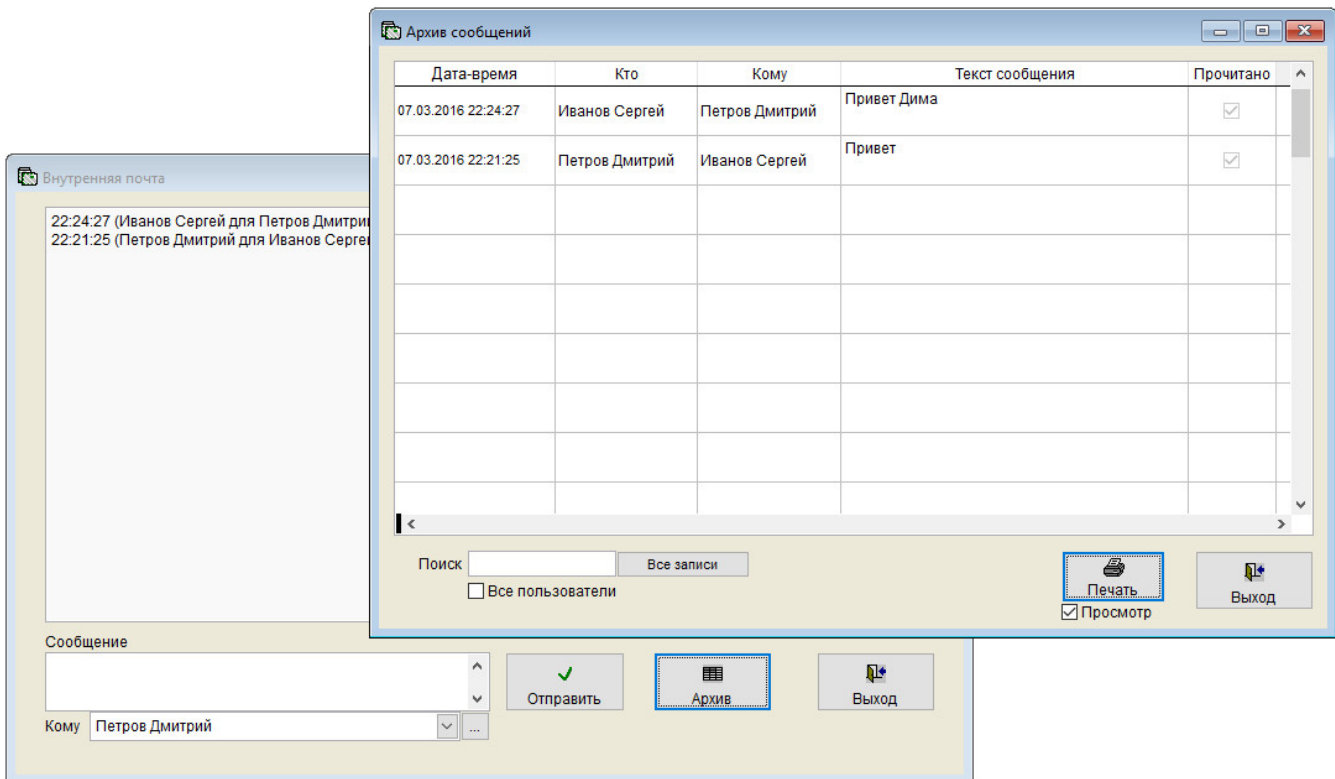 Архив сообщений
Дата-время Кто Кому Текст сообщения Прочитано
07.03.2016 22:24:27 Иванов Сергей Петров Дмитрий Привет Дима
07.03.2016 22:21:25 Петров Дмитрий Иванов Сергей Привет
Поиск Все записи
Все пользователи
Печать
Просмотр
Выход
Внутренняя почта
22:24:27 (Иванов Сергей для Петров Дмитри
22:21:25 (Петров Дмитрий для Иванов Серге
Сообщение
Отправить Архив Выход
Кому Петров Дмитрий ...